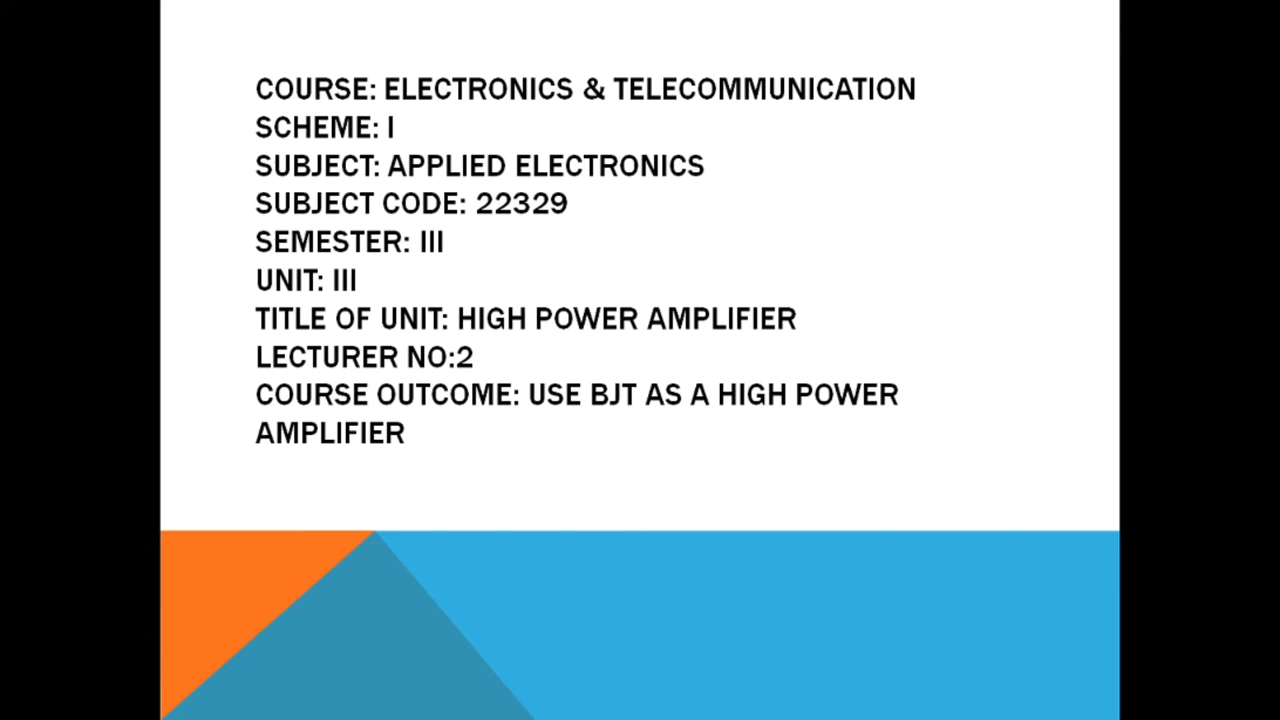 COURSE: ELECTRONICS & TELECOMMUNICATION
SCHEME: I
SUBJECT: APPLIED ELECTRONICS
SUBJECT CODE: 22329
SEMESTER: III
UNIT: III
TITLE OF UNIT: HIGH POWER AMPLIFIER
LECTURER NO:2
COURSE OUTCOME: USE BJT AS A HIGH POWER
AMPLIFIER